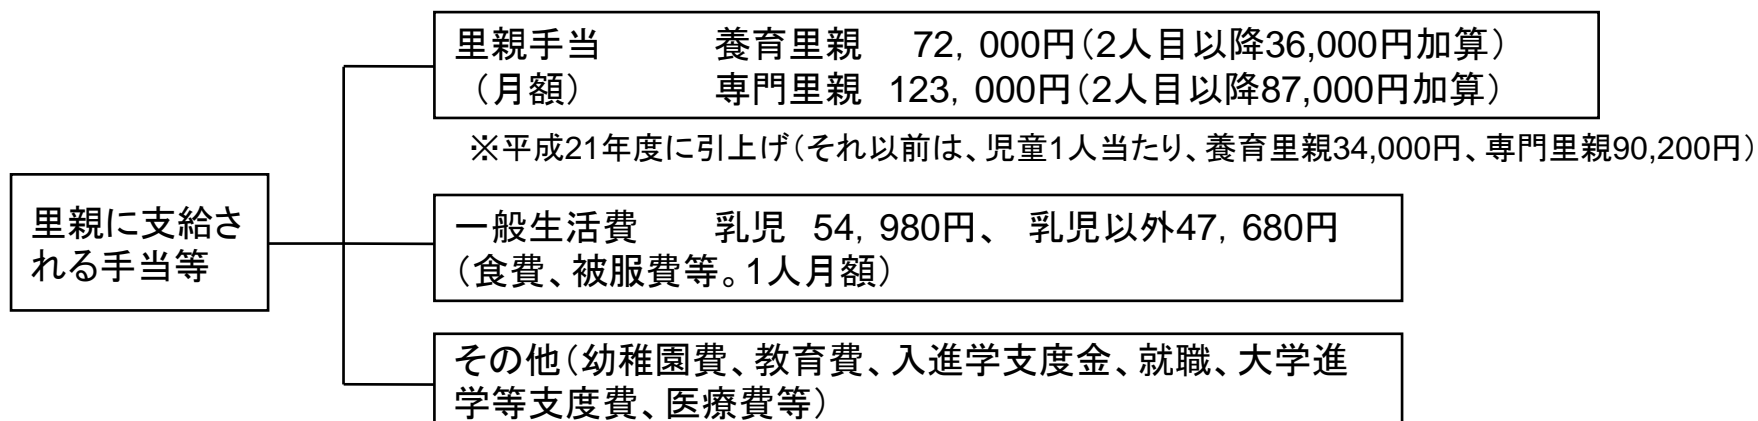 里親手当　　　養育里親　72，000円（2人目以降36,000円加算）
（月額）　　　専門里親　123，000円（2人目以降87,000円加算）
※平成21年度に引上げ（それ以前は、児童1人当たり、養育里親34,000円、専門里親90,200円）
里親に支給さ
れる手当等
一般生活費　　乳児　54，980円、　乳児以外47，680円
（食費、被服費等。1人月額）
その他（幼稚園費、教育費、入進学支度金、就職、大学進
学等支度費、医療費等）